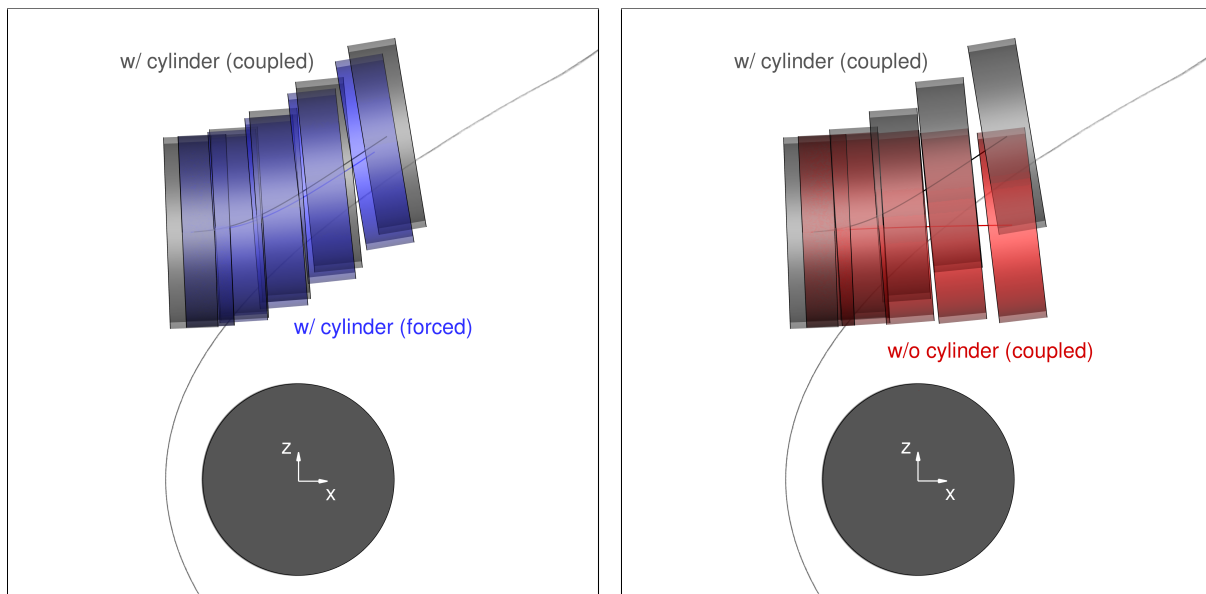 w/ cylinder (coupled)
w/ cylinder (forced)
z
x
w/ cylinder (coupled)
w/o cylinder (coupled)
z
x